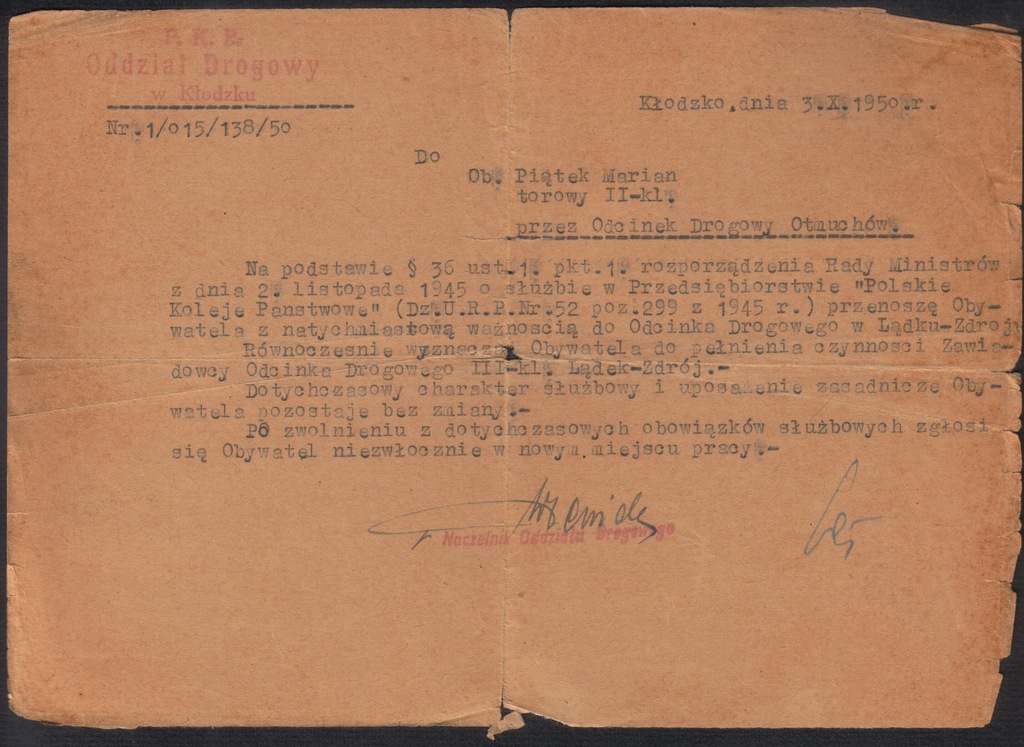 P. K. P.
Oddział Drogowy
w Kłodzku
Nr.1/o15/138/5o
Kłodzko,dnia 3.X.195o.r.
Do
Ob. Piątek Marian
torowy II-kl.
przez Odcinek Drogowy Otmuchów.
Na podstawie § 36 ust.1. pkt.1. rozporządzenia Rady Ministrów
z dnia 2. listopada 1945 o służbie w Przedsiębiorstwie "Polskie
Koleje Państwowe" (Dz.U.R.P.Nr.52 poz.299 z 1945 r.) przenoszę Oby-
watela z natychmiastową ważnością do Odcinka Drogowego w Lądku-Zdroj
Równocześnie wyznaczam Obywatela do pełnienia czynności Zawia-
dowcy Odcinka Drogowego III-kl. Lądek-Zdrój.-
Dotychczasowy charakter służbowy i uposażenie zasadnicze Oby-
watela pozostaje bez zmiany.-
Po zwolnieniu z dotychczasowych obowiązków służbowych zgłosi
się Obywatel niezwłocznie w nowym miejscu pracy.-
Naczelnik Oddziału Drogowego